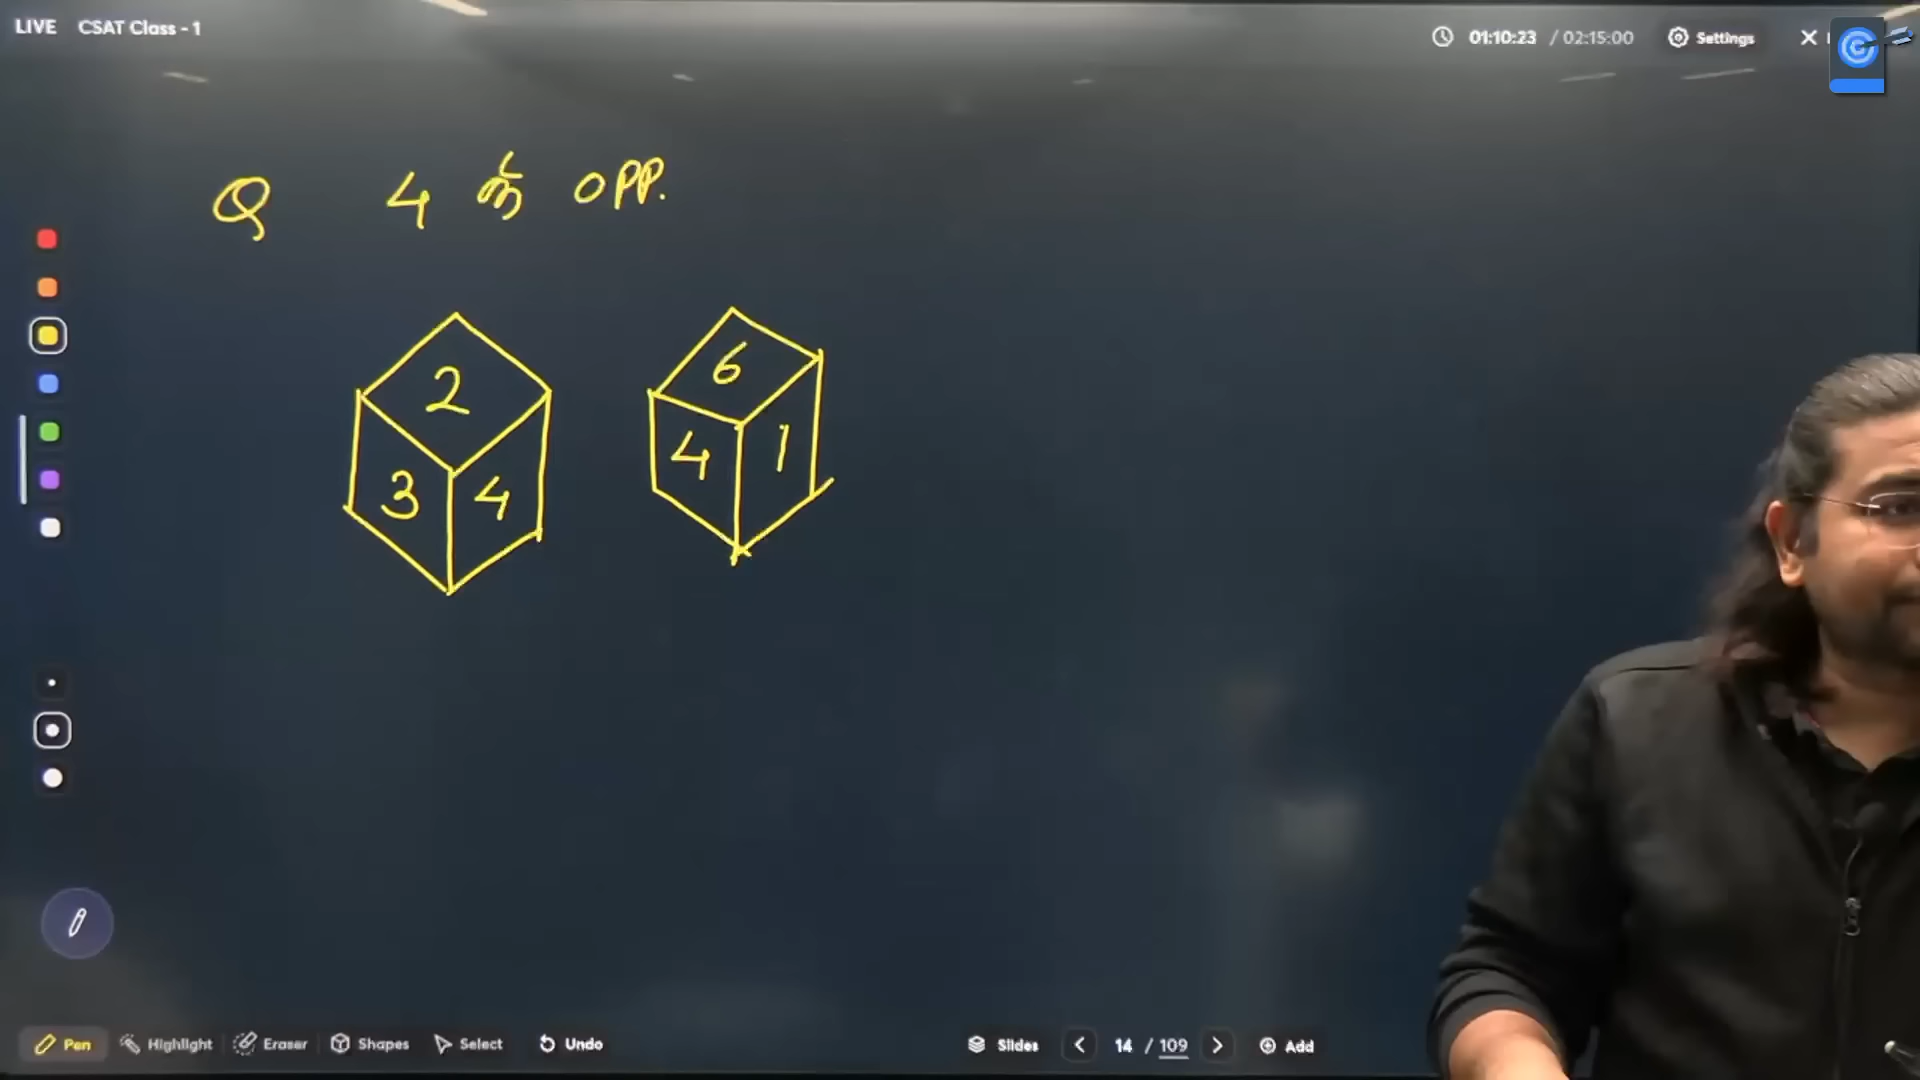 LIVE CSAT Class - 1
01:10:23 / 02:15:00 Settings
Q 4 के OPP.
2
3 4
6
4 1
Pen Highlight Eraser Shapes Select Undo Slides 14 / 109 Add